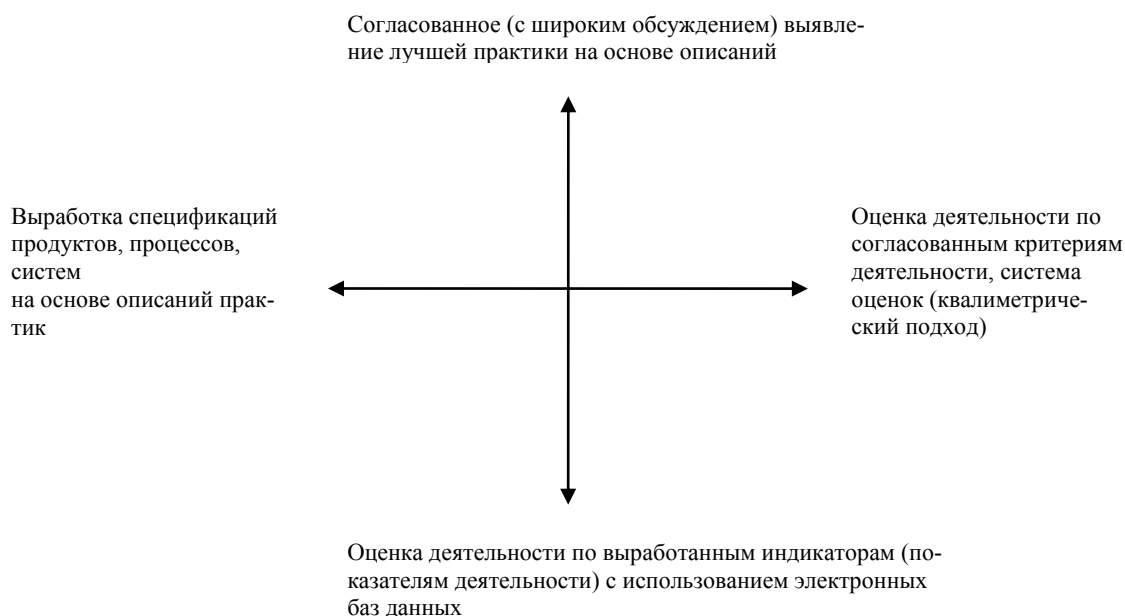 Согласованное (с широким обсуждением) выявле-
ние лучшей практики на основе описаний
Выработка спецификаций
продуктов, процессов,
систем
на основе описаний прак-
тик
Оценка деятельности по
согласованным критериям
деятельности, система
оценок (квалиметриче-
ский подход)
Оценка деятельности по выработанным индикаторам (по-
казателям деятельности) с использованием электронных
баз данных